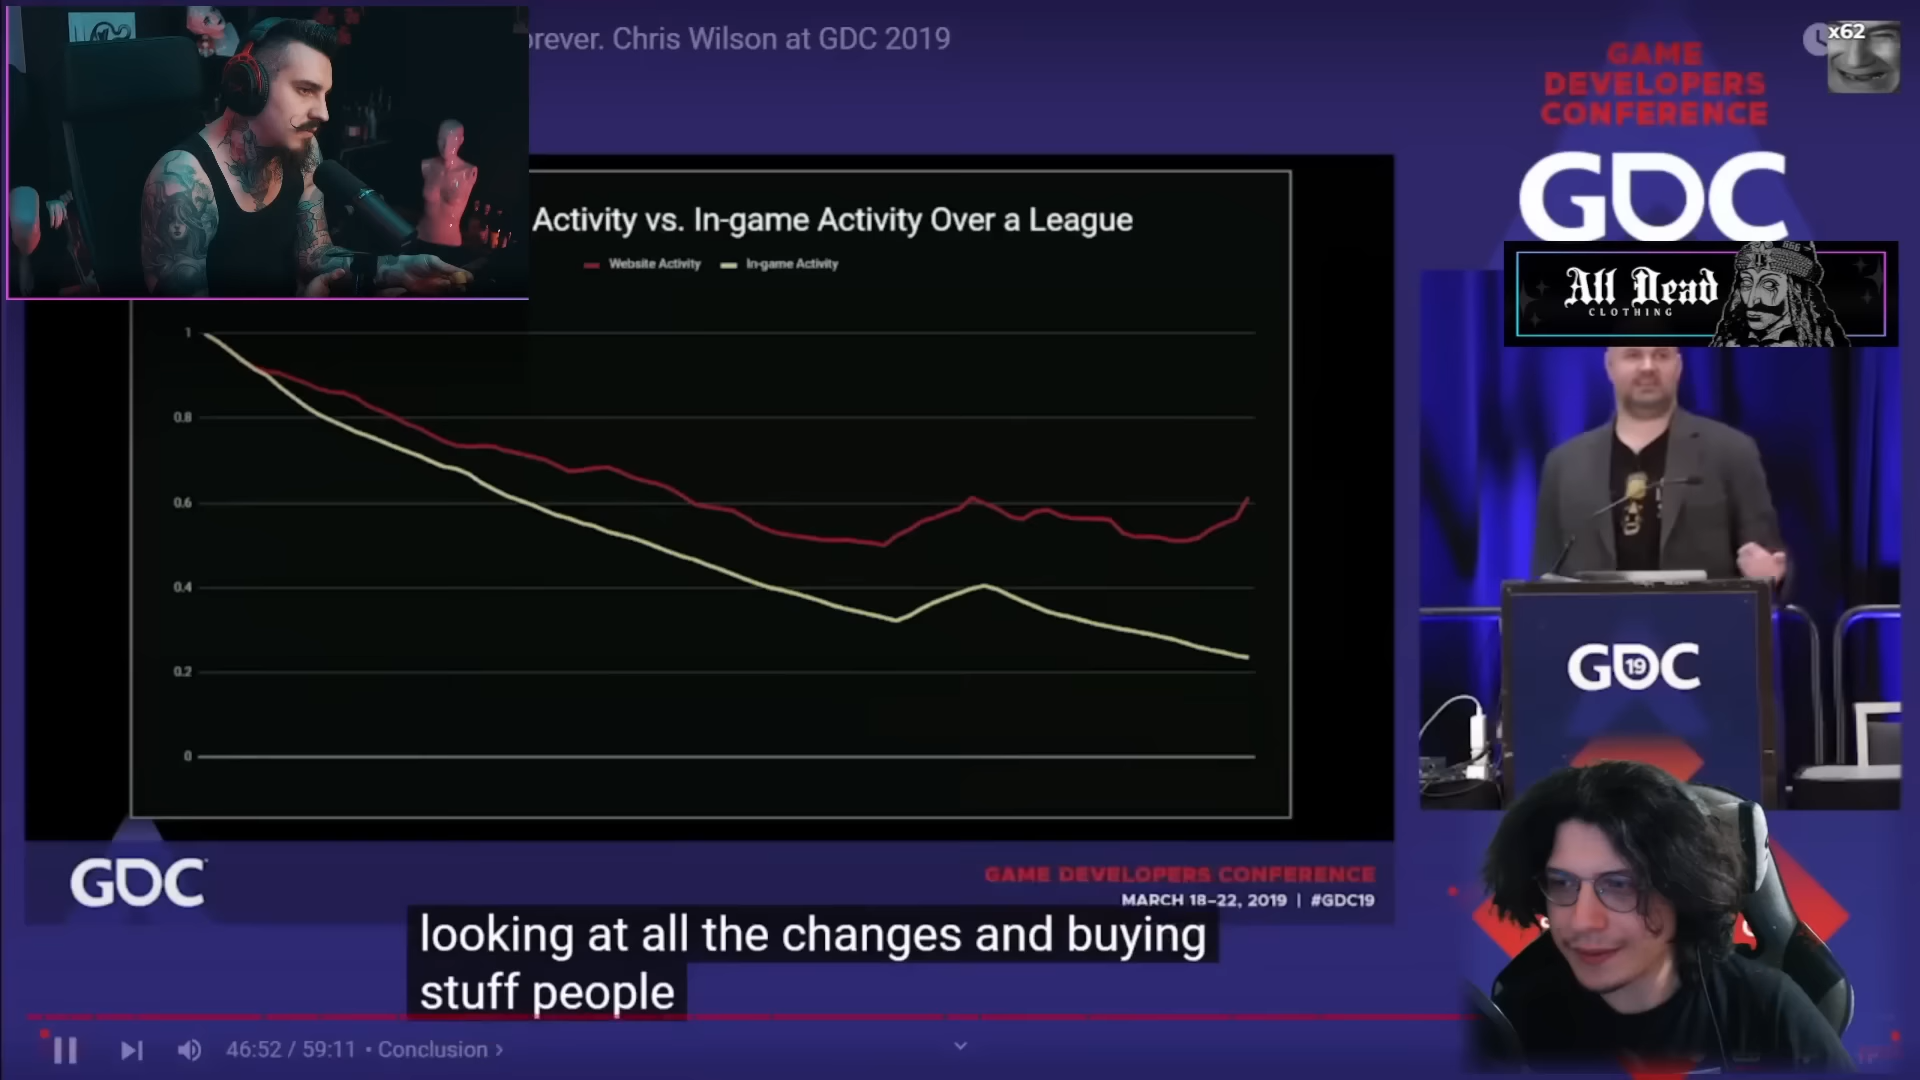 orever. Chris Wilson at GDC 2019
x62
GAME
DEVELOPERS
CONFERENCE
GDC
Activity vs. In-game Activity Over a League
Website Activity
In-game Activity
All Dead
CLOTHING
1
0.8
0.6
0.4
0.2
0
GDC
19
GDC
GAME DEVELOPERS CONFERENCE
MARCH 18-22, 2019 | #GDC19
looking at all the changes and buying
stuff people
46:52 / 59:11 • Conclusion ›